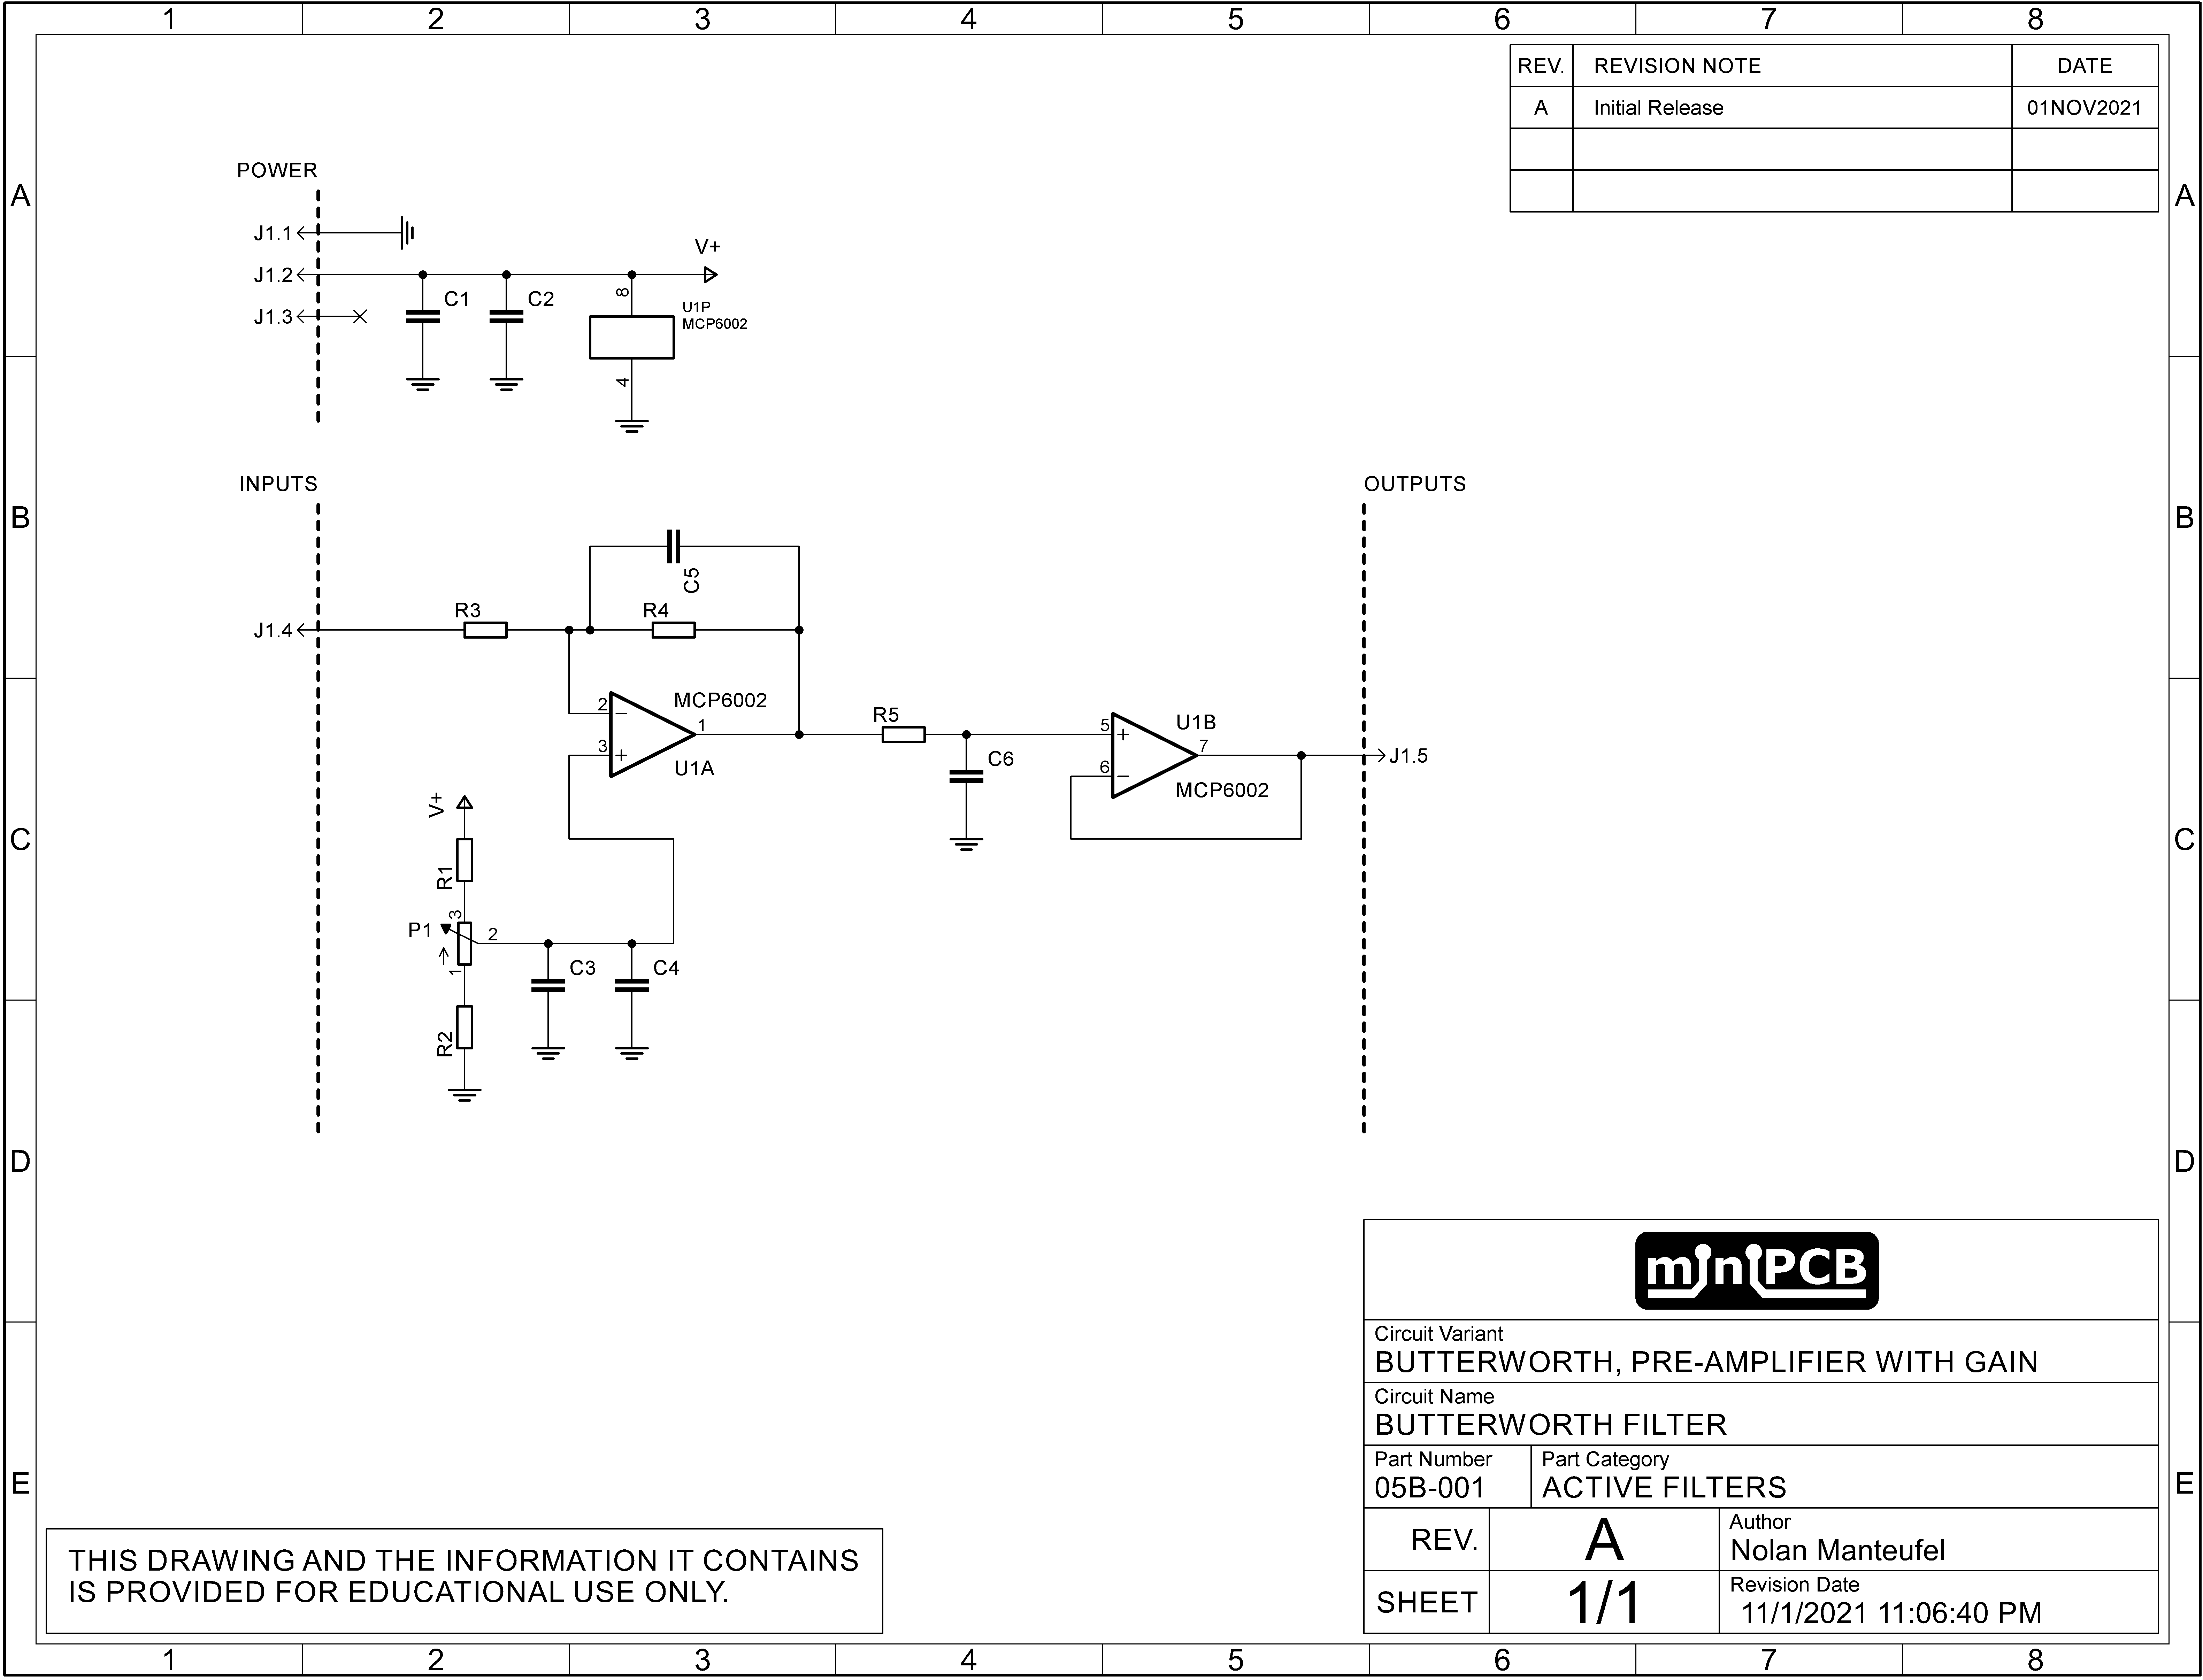 1 2 3 4 5 6 7 8
REV. REVISION NOTE DATE
A Initial Release 01NOV2021
A A
POWER
J1.1
V+
J1.2
C1 C2
8
U1P
MCP6002
J1.3
4
INPUTS OUTPUTS
B B
C5
R3 R4
J1.4
MCP6002
2 −
1
3 +
U1A
R5
C6
5 +
U1B
7
6 −
MCP6002
J1.5
V+
C C
R1
3
P1
2
1
C3 C4
R2
D D
miniPCB
Circuit Variant
BUTTERWORTH, PRE-AMPLIFIER WITH GAIN
Circuit Name
BUTTERWORTH FILTER
Part Number Part Category
05B-001 ACTIVE FILTERS
E E
REV. A Author
Nolan Manteufel
SHEET 1/1 Revision Date
11/1/2021 11:06:40 PM
THIS DRAWING AND THE INFORMATION IT CONTAINS
IS PROVIDED FOR EDUCATIONAL USE ONLY.
1 2 3 4 5 6 7 8